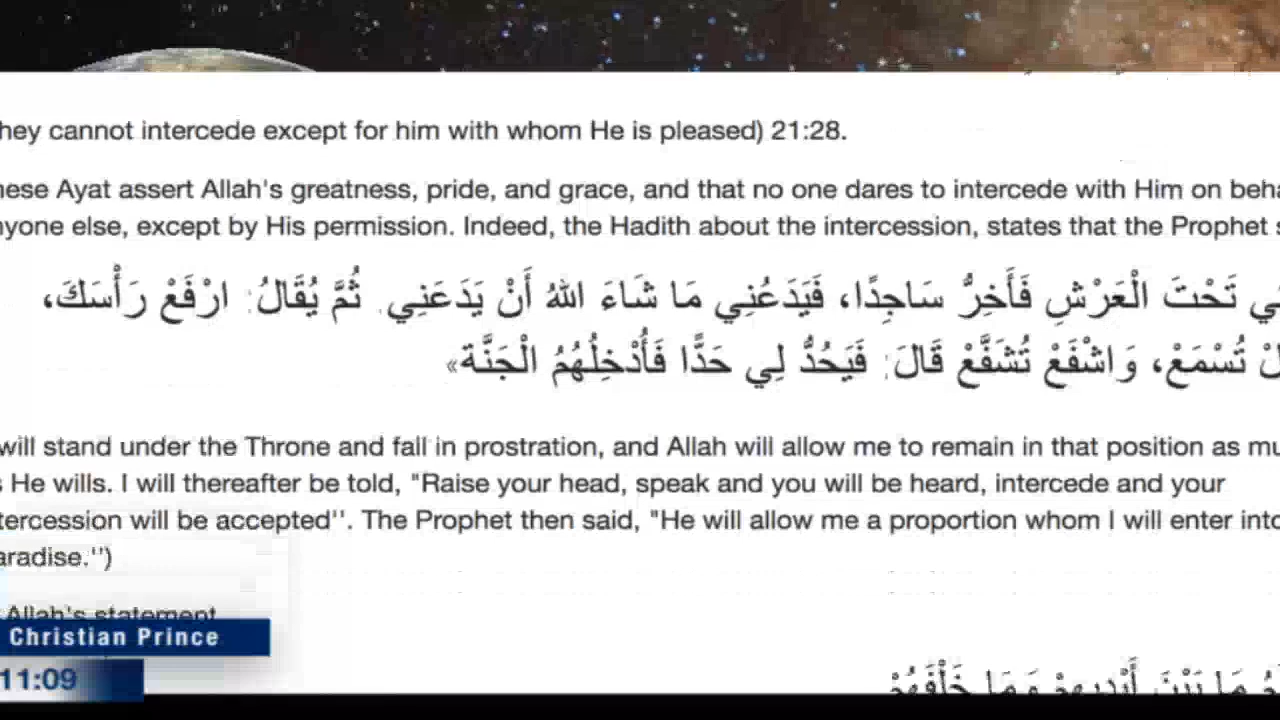 hey cannot intercede except for him with whom He is pleased) 21:28.
hese Ayat assert Allah's greatness, pride, and grace, and that no one dares to intercede with Him on beha
nyone else, except by His permission. Indeed, the Hadith about the intercession, states that the Prophet s
ي تَحْتَ الْعَرْشِ فَأَخِرُّ سَاجِدًا، فَيَدَعُنِي مَا شَاءَ اللهُ أَنْ يَدَعَنِي. ثُمَّ يُقَالُ: ارْفَعْ رَأْسَكَ،
لْ تُسْمَعْ، وَاشْفَعْ تُشَفَّعْ قَالَ: فَيَحُدُّ لِي حَدًّا فَأُدْخِلُهُمُ الْجَنَّة»
will stand under the Throne and fall in prostration, and Allah will allow me to remain in that position as mu
s He wills. I will thereafter be told, "Raise your head, speak and you will be heard, intercede and your
tercession will be accepted''. The Prophet then said, "He will allow me a proportion whom I will enter into
aradise.'')
Allah's statement
Christian Prince
11:09
مَا بَيْنَ أَيْدِيهِمْ وَمَا خَلْفَهُمْ